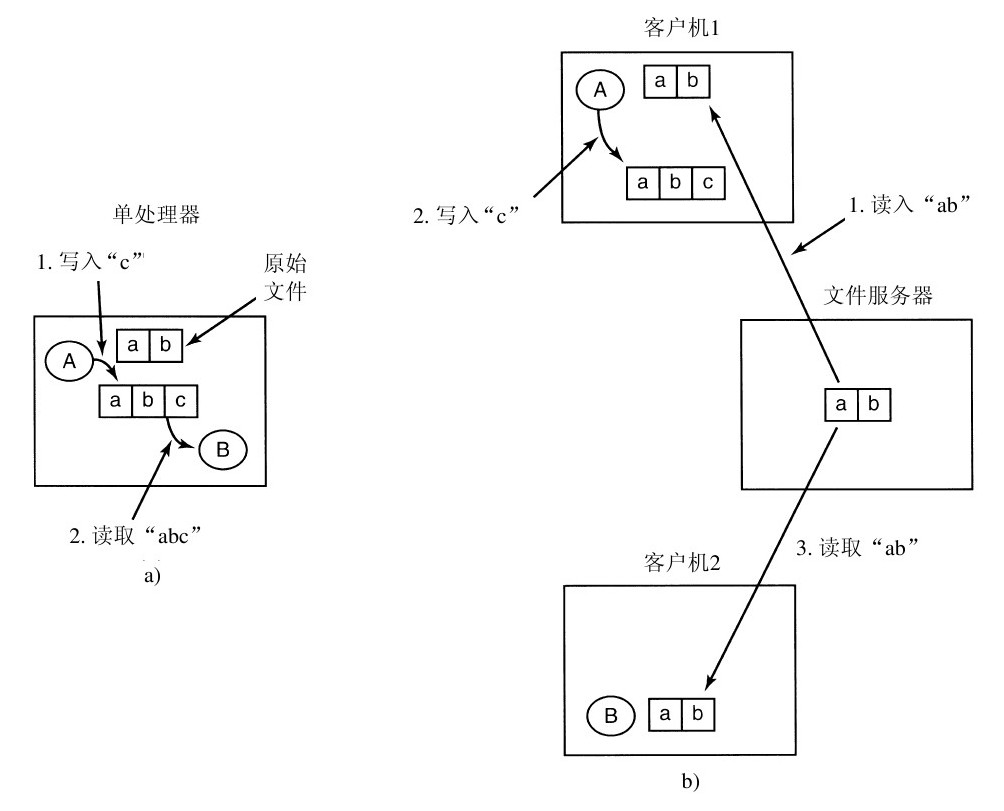 单处理器
1. 写入“c”
原始
文件
A
a b
a b c
B
2. 读取“abc”
a)
客户机1
A
a b
a b c
2. 写入“c”
1. 读入“ab”
文件服务器
a b
3. 读取“ab”
客户机2
B
a b
b)